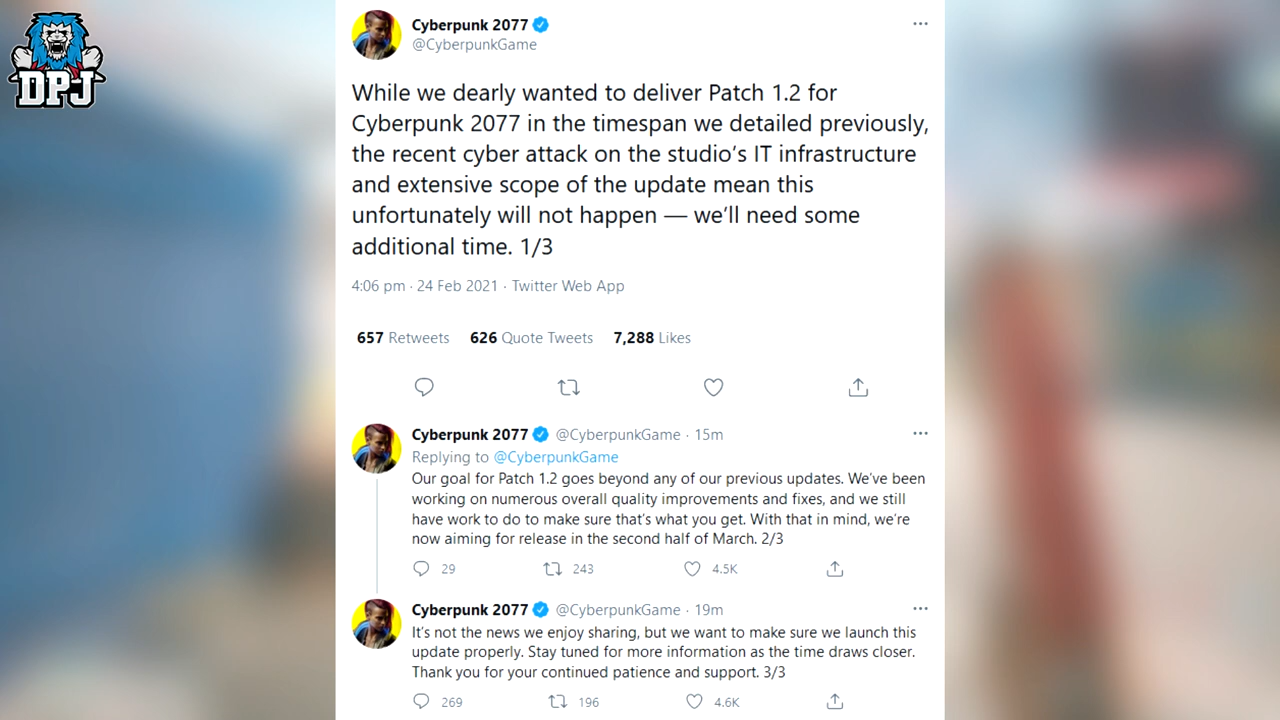 DPJ
Cyberpunk 2077
@CyberpunkGame
While we dearly wanted to deliver Patch 1.2 for
Cyberpunk 2077 in the timespan we detailed previously,
the recent cyber attack on the studio’s IT infrastructure
and extensive scope of the update mean this
unfortunately will not happen — we’ll need some
additional time. 1/3
4:06 pm · 24 Feb 2021 · Twitter Web App
657 Retweets 626 Quote Tweets 7,288 Likes
Cyberpunk 2077 @CyberpunkGame · 15m
Replying to @CyberpunkGame
Our goal for Patch 1.2 goes beyond any of our previous updates. We’ve been
working on numerous overall quality improvements and fixes, and we still
have work to do to make sure that’s what you get. With that in mind, we’re
now aiming for release in the second half of March. 2/3
29 243 4.5K
Cyberpunk 2077 @CyberpunkGame · 19m
It’s not the news we enjoy sharing, but we want to make sure we launch this
update properly. Stay tuned for more information as the time draws closer.
Thank you for your continued patience and support. 3/3
269 196 4.6K